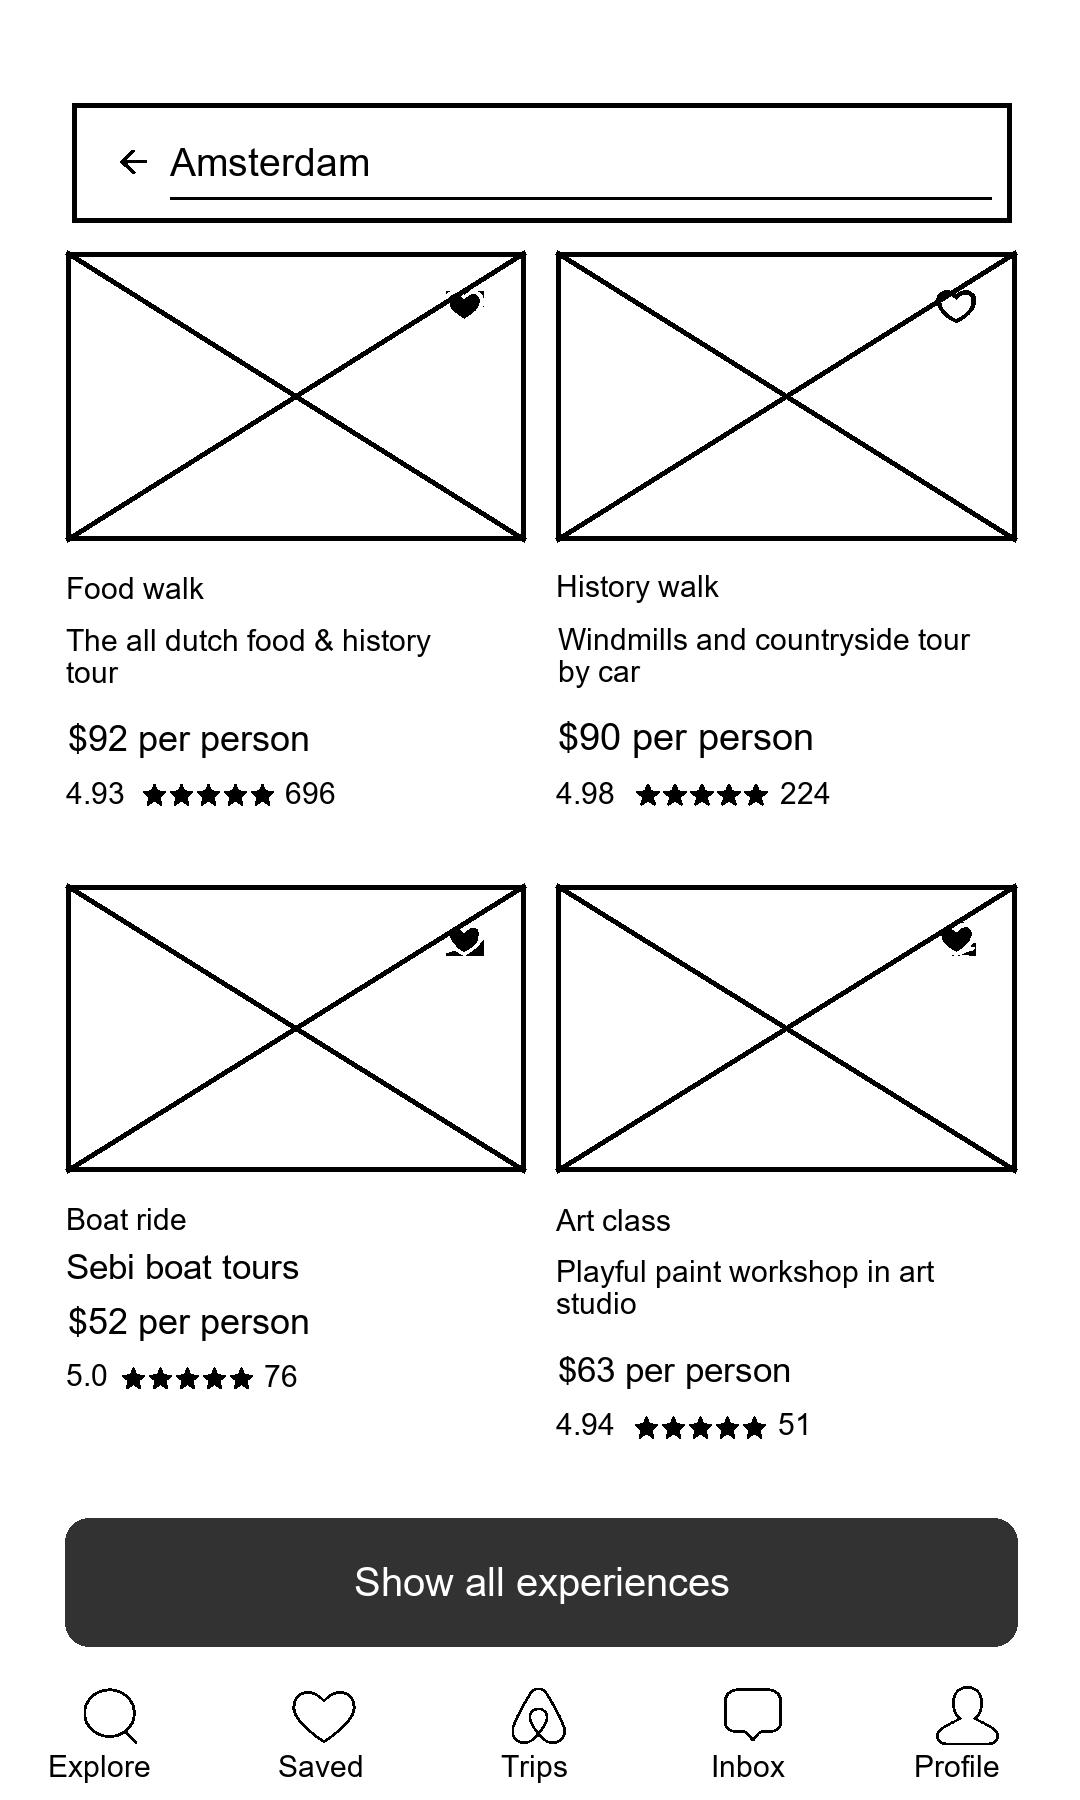 Amsterdam
Food walk
The all dutch food & history
tour
$92 per person
4.93 ★★★★★ 696
History walk
Windmills and countryside tour
by car
$90 per person
4.98 ★★★★★ 224
Boat ride
Sebi boat tours
$52 per person
5.0 ★★★★★ 76
Art class
Playful paint workshop in art
studio
$63 per person
4.94 ★★★★★ 51
Show all experiences
Explore
Saved
Trips
Inbox
Profile